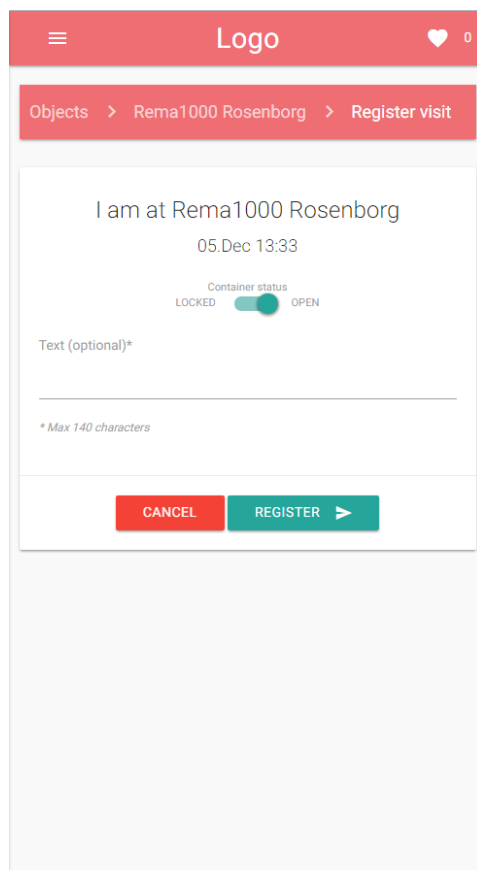 Logo 0
Objects > Rema1000 Rosenborg > Register visit
I am at Rema1000 Rosenborg
05.Dec 13:33
Container status
LOCKED OPEN
Text (optional)*
* Max 140 characters
CANCEL REGISTER